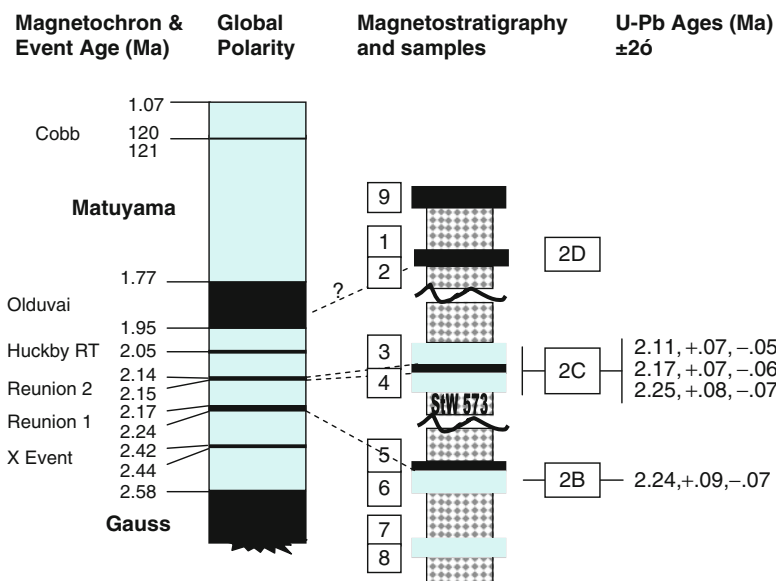 Magnetochron & Event Age (Ma)
Global Polarity
Magnetostratigraphy and samples
U-Pb Ages (Ma) ±2ó
1.07
Cobb
120
121
Matuyama
1.77
Olduvai
1.95
Huckby RT
2.05
2.14
Reunion 2
2.15
2.17
Reunion 1
2.24
2.42
X Event
2.44
2.58
Gauss
9
1
2
?
2D
3
4
StW 573
2C
2.11,+.07,−.05
2.17,+.07,−.06
2.25,+.08,−.07
5
6
2B
2.24,+.09,−.07
7
8